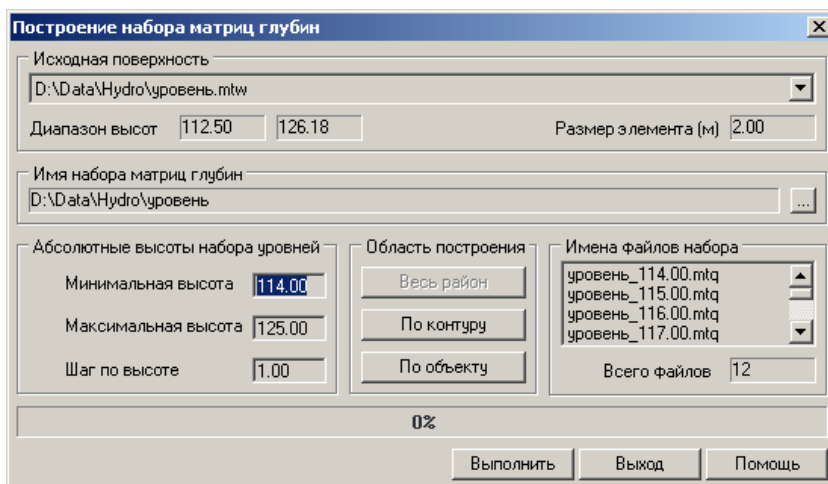 Построение набора матриц глубин
Исходная поверхность
D:\Data\Hydro\уровень.mtw
Диапазон высот 112.50 126.18 Размер элемента (м) 2.00
Имя набора матриц глубин
D:\Data\Hydro\уровень ...
Абсолютные высоты набора уровней
Минимальная высота 114.00
Максимальная высота 125.00
Шаг по высоте 1.00
Область построения
Весь район
По контуру
По объекту
Имена файлов набора
уровень_114.00.mtq
уровень_115.00.mtq
уровень_116.00.mtq
уровень_117.00.mtq
Всего файлов 12
0%
Выполнить Выход Помощь